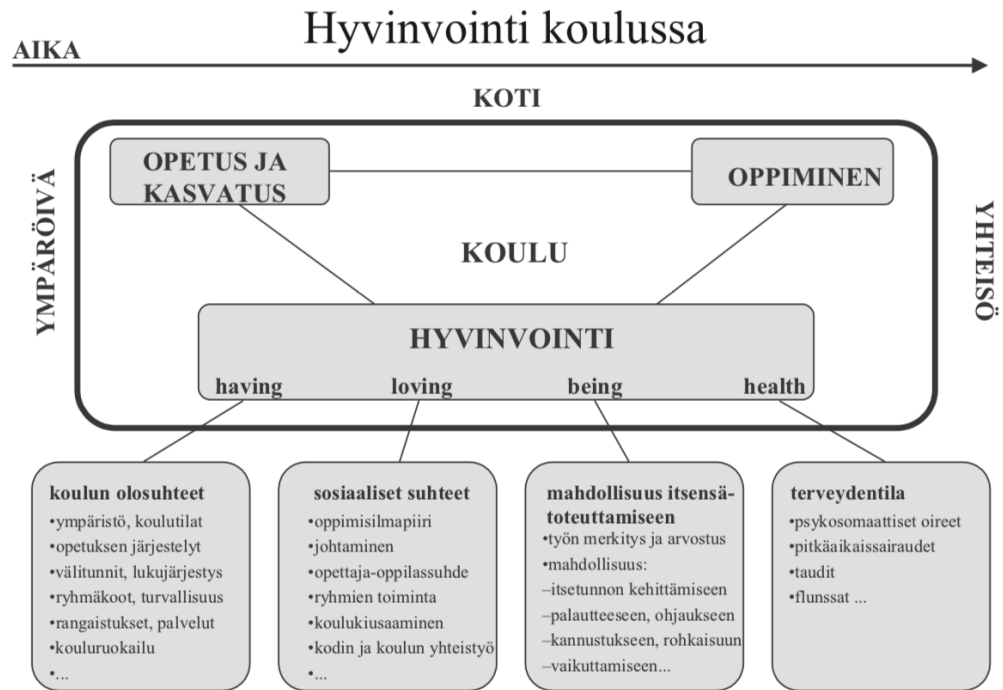 Hyvinvointi koulussa
AIKA
KOTI
YMPÄRÖIVÄ
YHTEISÖ
OPETUS JA
KASVATUS
OPPIMINEN
KOULU
HYVINVOINTI
having loving being health
koulun olosuhteet
•ympäristö, koulutilat
•opetuksen järjestelyt
•välitunnit, lukujärjestys
•ryhmäkoot, turvallisuus
•rangaistukset, palvelut
•kouluruokailu
•...
sosiaaliset suhteet
•oppimisilmapiiri
•johtaminen
•opettaja-oppilassuhde
•ryhmien toiminta
•koulukiusaaminen
•kodin ja koulun yhteistyö
•...
mahdollisuus itsensä-
toteuttamiseen
•työn merkitys ja arvostus
•mahdollisuus:
–itsetunnon kehittämiseen
–palautteeseen, ohjaukseen
–kannustukseen, rohkaisuun
–vaikuttamiseen...
terveydentila
•psykosomaattiset oireet
•pitkäaikaissairaudet
•taudit
•flunssat ...